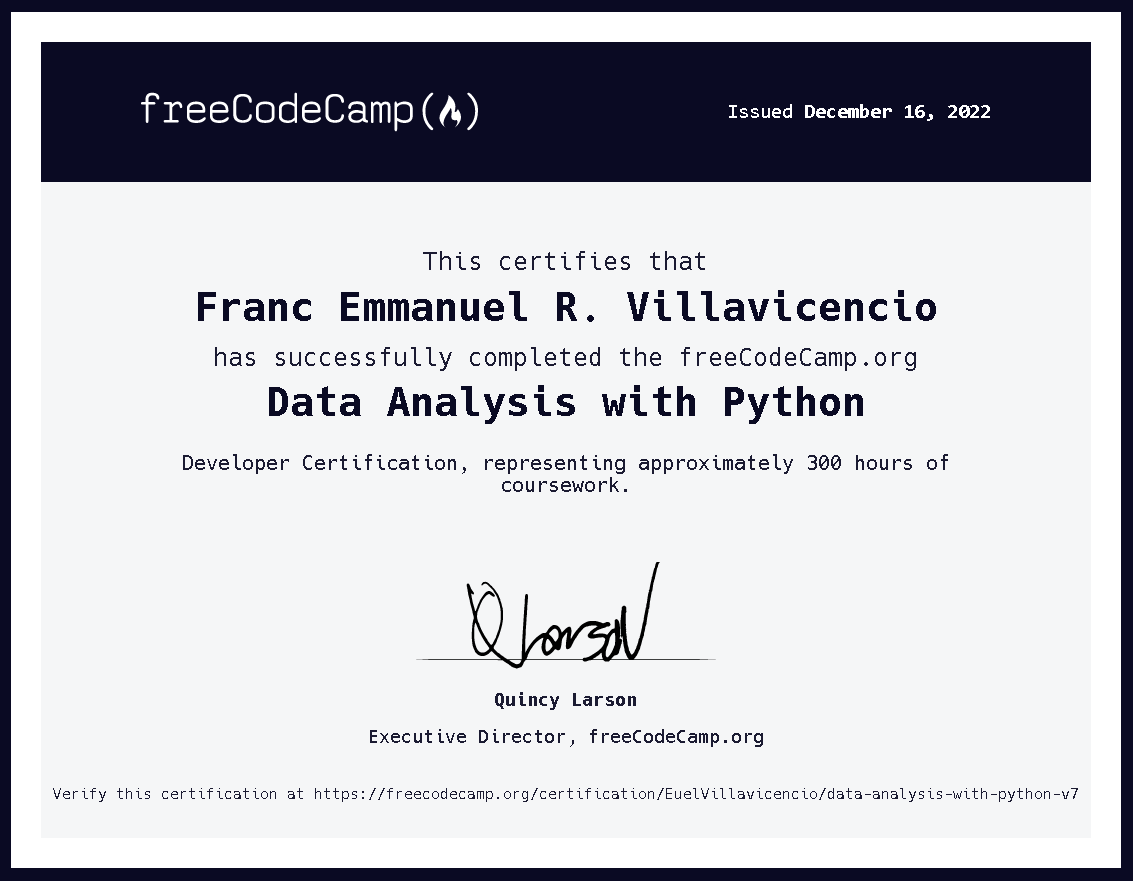 freeCodeCamp
Issued December 16, 2022
This certifies that
Franc Emmanuel R. Villavicencio
has successfully completed the freeCodeCamp.org
Data Analysis with Python
Developer Certification, representing approximately 300 hours of
coursework.
Q Larson
Quincy Larson
Executive Director, freeCodeCamp.org
Verify this certification at https://freecodecamp.org/certification/EuelVillavicencio/data-analysis-with-python-v7